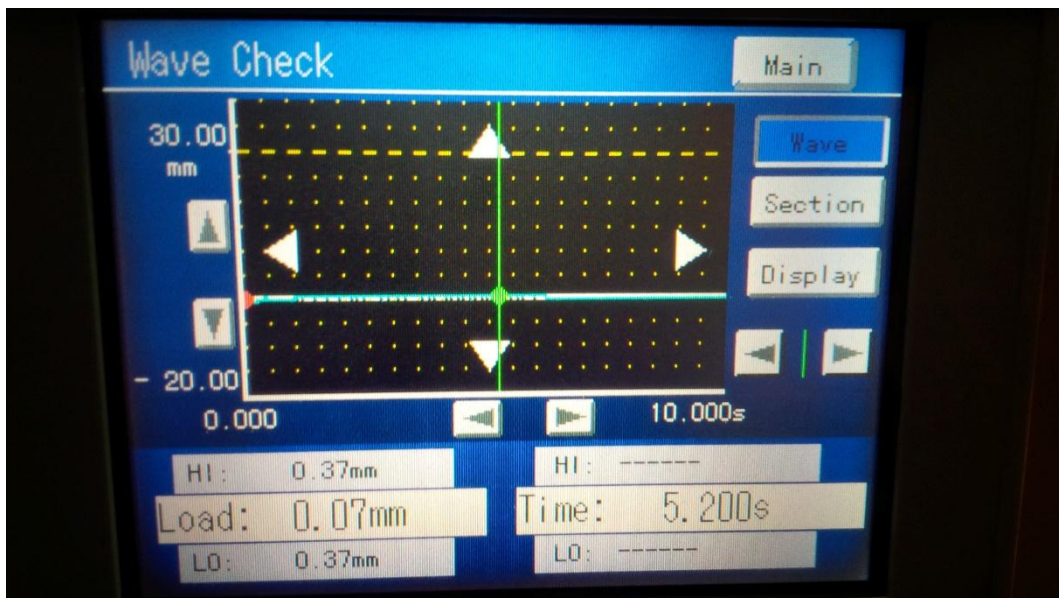 Wave Check
Main
30.00
mm
Wave
Section
Display
- 20.00
0.000
10.000s
HI: 0.37mm
HI: ------
Load: 0.07mm
Time: 5.200s
LO: 0.37mm
LO: ------